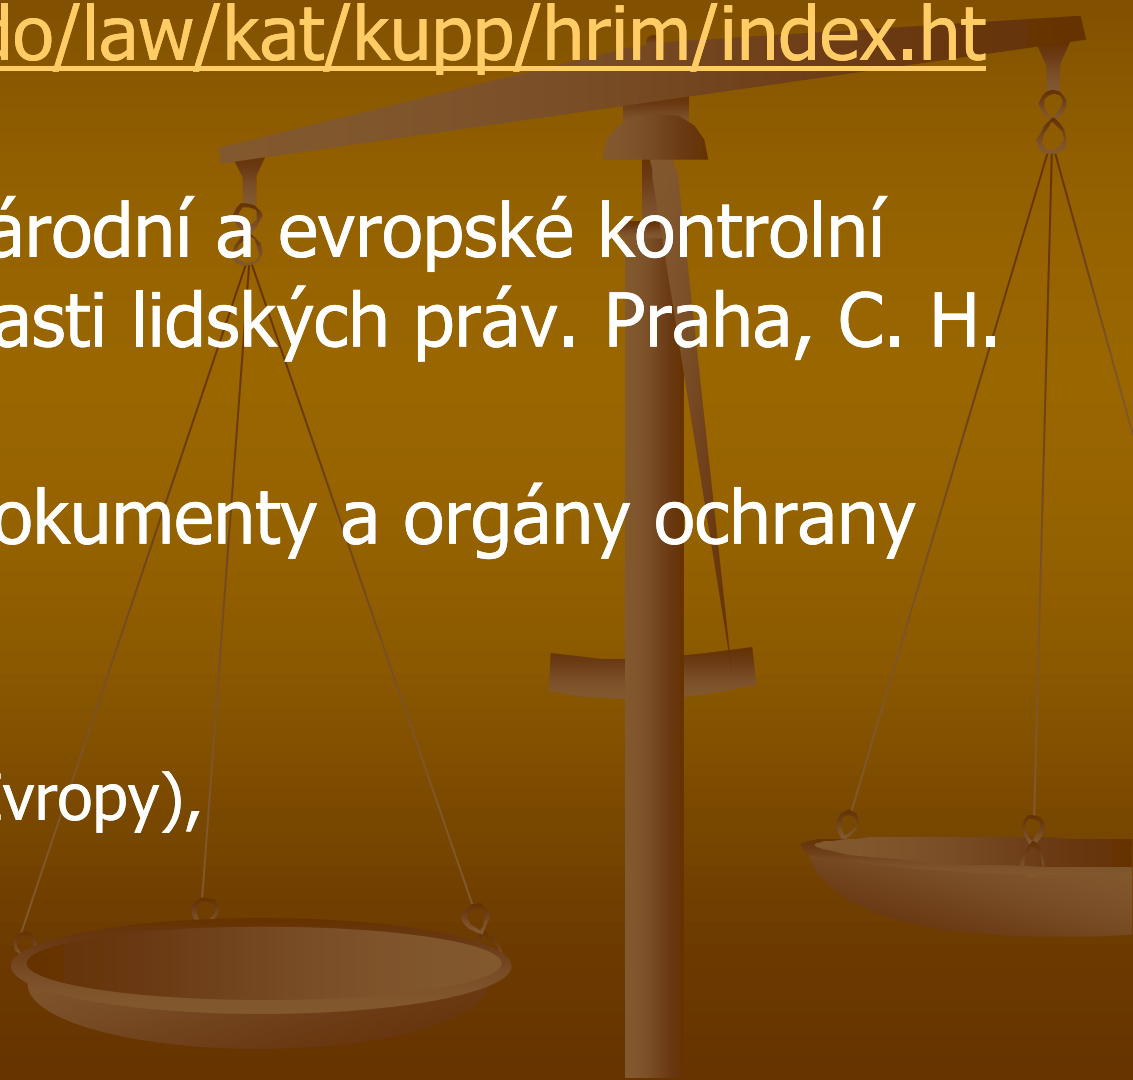 do/law/kat/kupp/hrim/index.ht
árodní a evropské kontrolní
asti lidských práv. Praha, C. H.
okumenty a orgány ochrany
vropy),